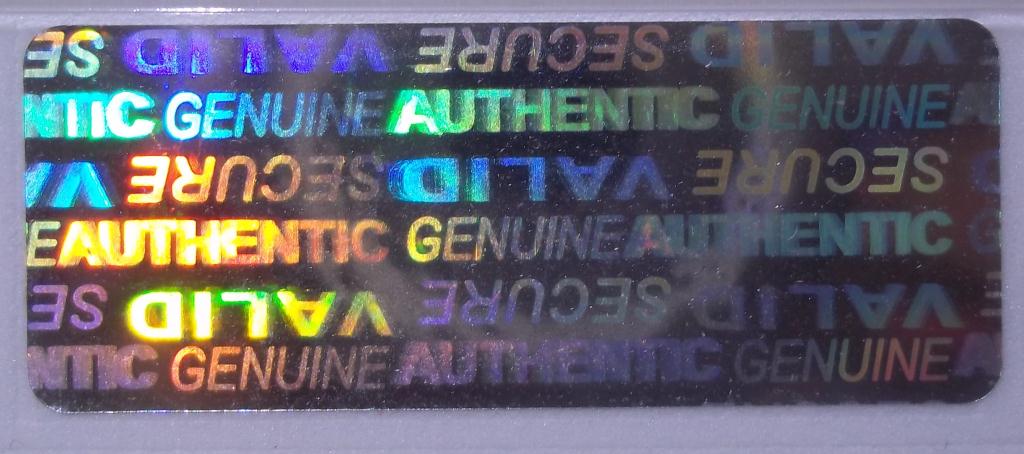 E VALID SECURE VALID SE
NTIC GENUINE AUTHENTIC GENUINE A
D SECURE VALID SECURE VA
E AUTHENTIC GENUINE AUTHENTIC G
E VALID SECURE VALID SE
NTIC GENUINE AUTHENTIC GENUINE A